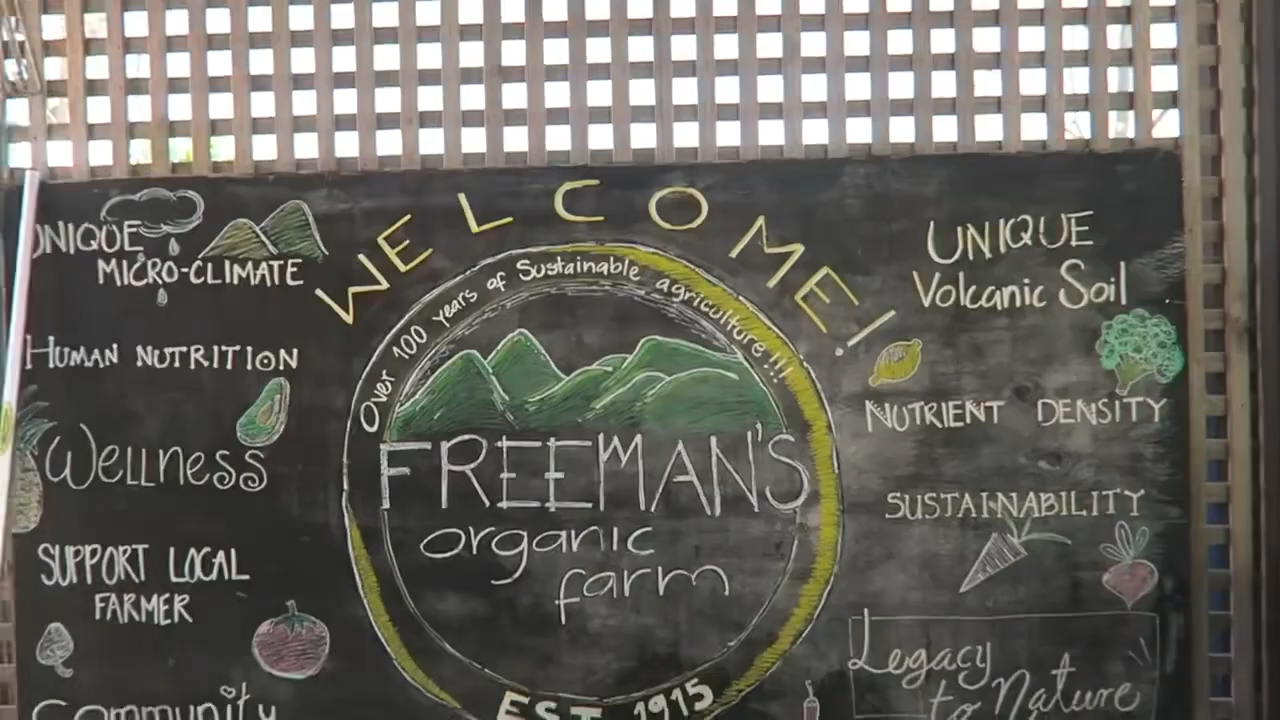 WELCOME!
UNIQUE
MICRO-CLIMATE
HUMAN NUTRITION
WELLNESS
SUPPORT LOCAL
FARMER
Community
Over 100 years of Sustainable agriculture!!!
FREEMAN'S
organic
farm
EST 1915
UNIQUE
Volcanic Soil
NUTRIENT DENSITY
SUSTAINABILITY
Legacy
to Nature